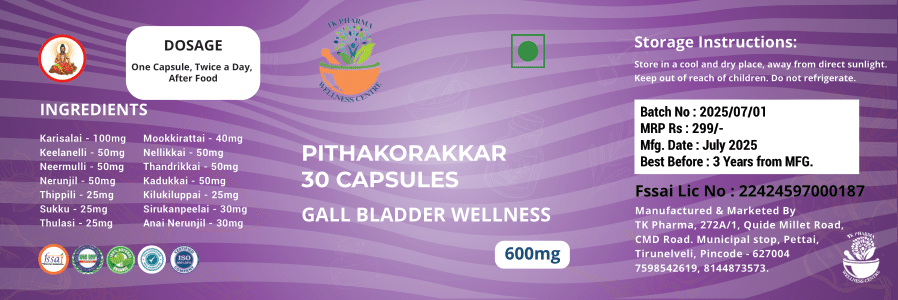 DOSAGE
One Capsule, Twice a Day,
After Food
INGREDIENTS
Karisalai - 100mg
Keelanelli - 50mg
Neermulli - 50mg
Nerunjil - 50mg
Thippili - 25mg
Sukku - 25mg
Thulasi - 25mg
Mookkirattai - 40mg
Nellikkai - 50mg
Thandrikkai - 50mg
Kadukkai - 50mg
Kilukiluppai - 25mg
Sirukanpeelai - 30mg
Anai Nerunjil - 30mg
fssai
ISO
TK PHARMA
WELLNESS CENTRE
PITHAKORAKKAR
30 CAPSULES
GALL BLADDER WELLNESS
600mg
Storage Instructions:
Store in a cool and dry place, away from direct sunlight.
Keep out of reach of children. Do not refrigerate.
Batch No : 2025/07/01
MRP Rs : 299/-
Mfg. Date : July 2025
Best Before : 3 Years from MFG.
Fssai Lic No : 22424597000187
Manufactured & Marketed By
TK Pharma, 272A/1, Quide Millet Road,
CMD Road. Municipal stop, Pettai,
Tirunelveli, Pincode - 627004
7598542619, 8144873573.
TK PHARMA
WELLNESS CENTRE